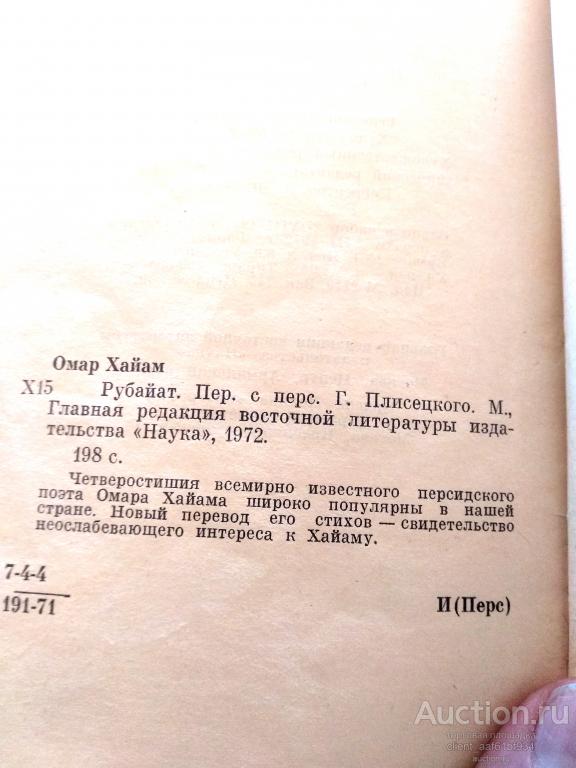 Омар Хайам
Х15 Рубайат. Пер. с перс. Г. Плисецкого. М.,
Главная редакция восточной литературы изда-
тельства «Наука», 1972.
198 с.
Четверостишия всемирно известного персидского
поэта Омара Хайама широко популярны в нашей
стране. Новый перевод его стихов — свидетельство
неослабевающего интереса к Хайаму.
7-4-4
191-71
И(Перс)
Auction.ru
торговая площадка